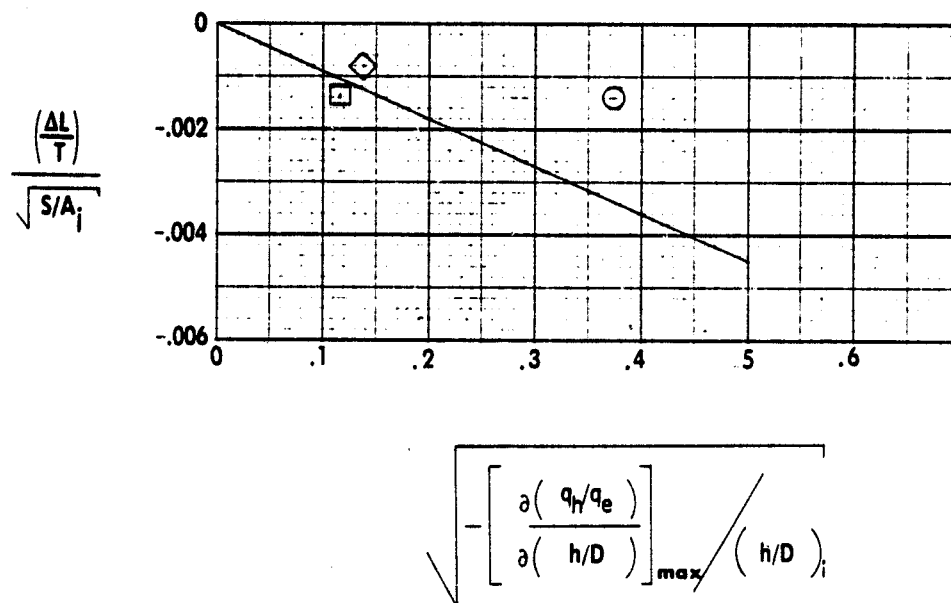 0
-.002
-.004
-.006
(ΔL/T)
√S/Aj
0 .1 .2 .3 .4 .5 .6
√-[∂(qh/qe)/∂(h/D)]max/(h/D)i